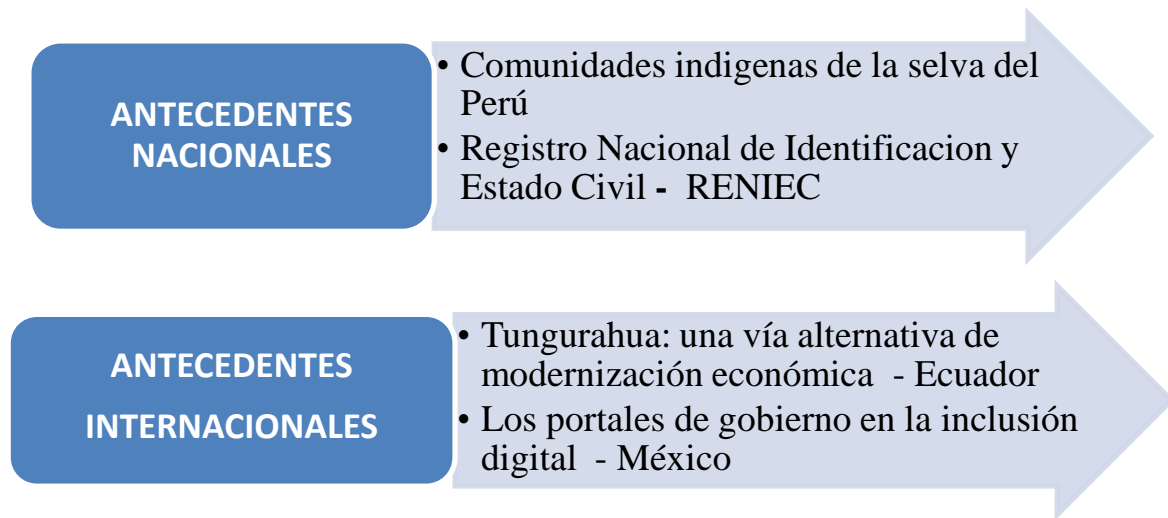 ANTECEDENTES
NACIONALES
• Comunidades indigenas de la selva del
Perú
• Registro Nacional de Identificacion y
Estado Civil - RENIEC
ANTECEDENTES
INTERNACIONALES
• Tungurahua: una vía alternativa de
modernización económica - Ecuador
• Los portales de gobierno en la inclusión
digital - México